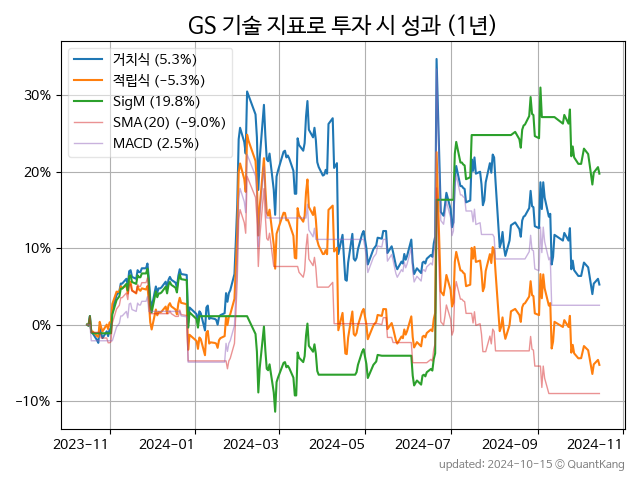 GS 기술 지표로 투자 시 성과 (1년)
거치식 (5.3%)
적립식 (−5.3%)
SigM (19.8%)
SMA(20) (−9.0%)
MACD (2.5%)
30%
20%
10%
0%
−10%
2023-11 2024-01 2024-03 2024-05 2024-07 2024-09 2024-11
updated: 2024-10-15 © QuantKang